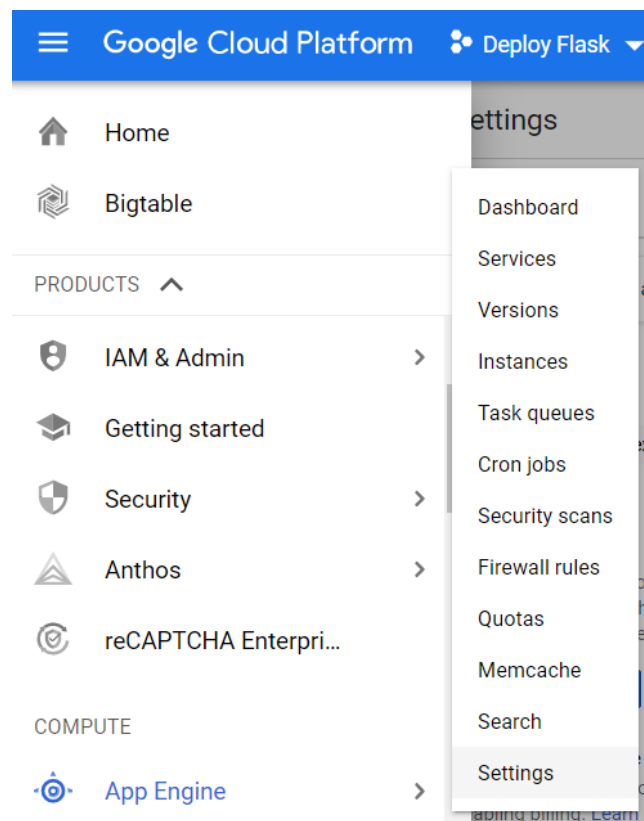 Google Cloud Platform
Deploy Flask
Home
Bigtable
PRODUCTS
IAM & Admin
Getting started
Security
Anthos
reCAPTCHA Enterpri...
COMPUTE
App Engine
ettings
Dashboard
Services
Versions
Instances
Task queues
Cron jobs
Security scans
Firewall rules
Quotas
Memcache
Search
Settings
abling billing. Learn